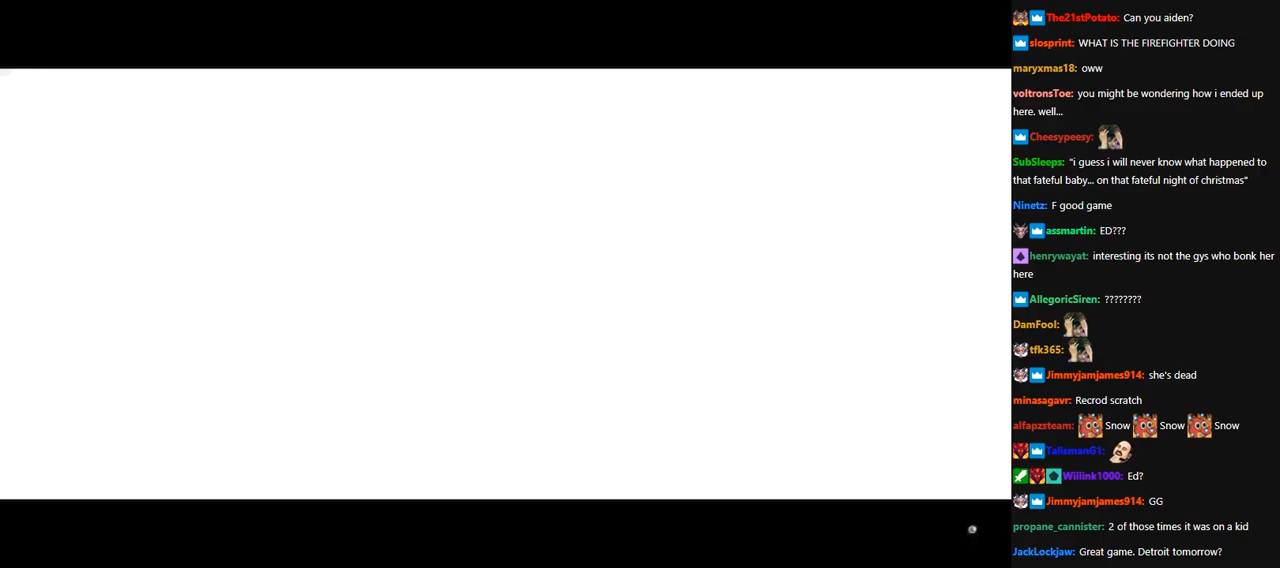 The21stPotato: Can you aiden?
slosprint: WHAT IS THE FIREFIGHTER DOING
maryxmas18: oww
voltronsToe: you might be wondering how i ended up
here. well...
Cheesypeesy:
SubSleeps: "i guess i will never know what happened to
that fateful baby... on that fateful night of christmas"
Ninetz: F good game
assmartin: ED???
henrywayat: interesting its not the gys who bonk her
here
AllegoricSiren: ????????
DamFool:
tfk365:
Jimmyjamjames914: she's dead
minasagavr: Recrod scratch
alfapzsteam: Snow Snow Snow
TalismanG1:
Wiilink1000: Ed?
Jimmyjamjames914: GG
propane_cannister: 2 of those times it was on a kid
JackLockjaw: Great game. Detroit tomorrow?